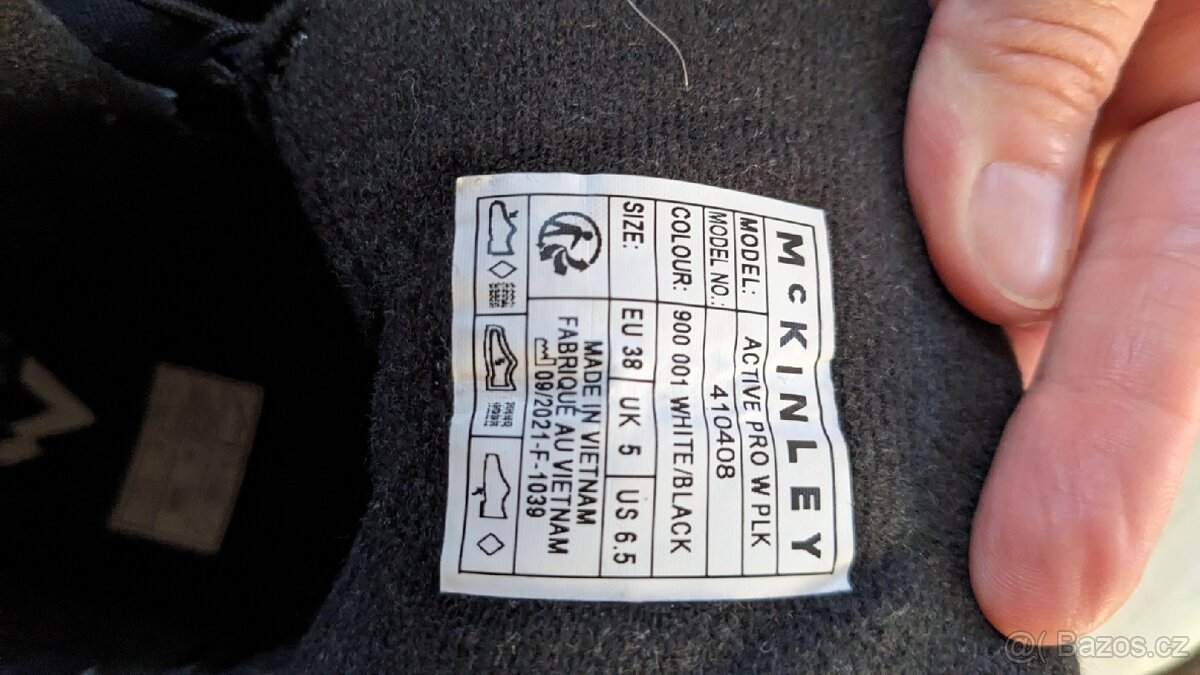 McKINLEY
MODEL: ACTIVE PRO W PLK
MODEL NO.: 410408
COLOUR: 900 001 WHITE/BLACK
SIZE: EU 38 UK 5 US 6.5
MADE IN VIETNAM
FABRIQUÉ AU VIETNAM
09/2021-F-1039
Bazos.cz